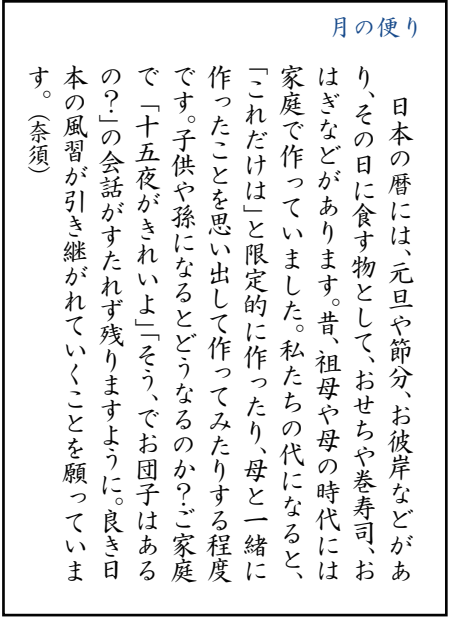 月の便り
日本の暦には、元旦や節分、お彼岸などがあ
り、その日に食す物として、おせちや巻寿司、お
はぎなどがあります。昔、祖母や母の時代には
家庭で作っていました。私たちの代になると、
「これだけは」と限定的に作ったり、母と一緒に
作ったことを思い出して作ってみたりする程度
です。子供や孫になるとどうなるのか?ご家庭
で「十五夜がきれいよ」「そう、でお団子はある
の?」の会話がすたれず残りますように。良き日
本の風習が引き継がれていくことを願っていま
す。(奈須)